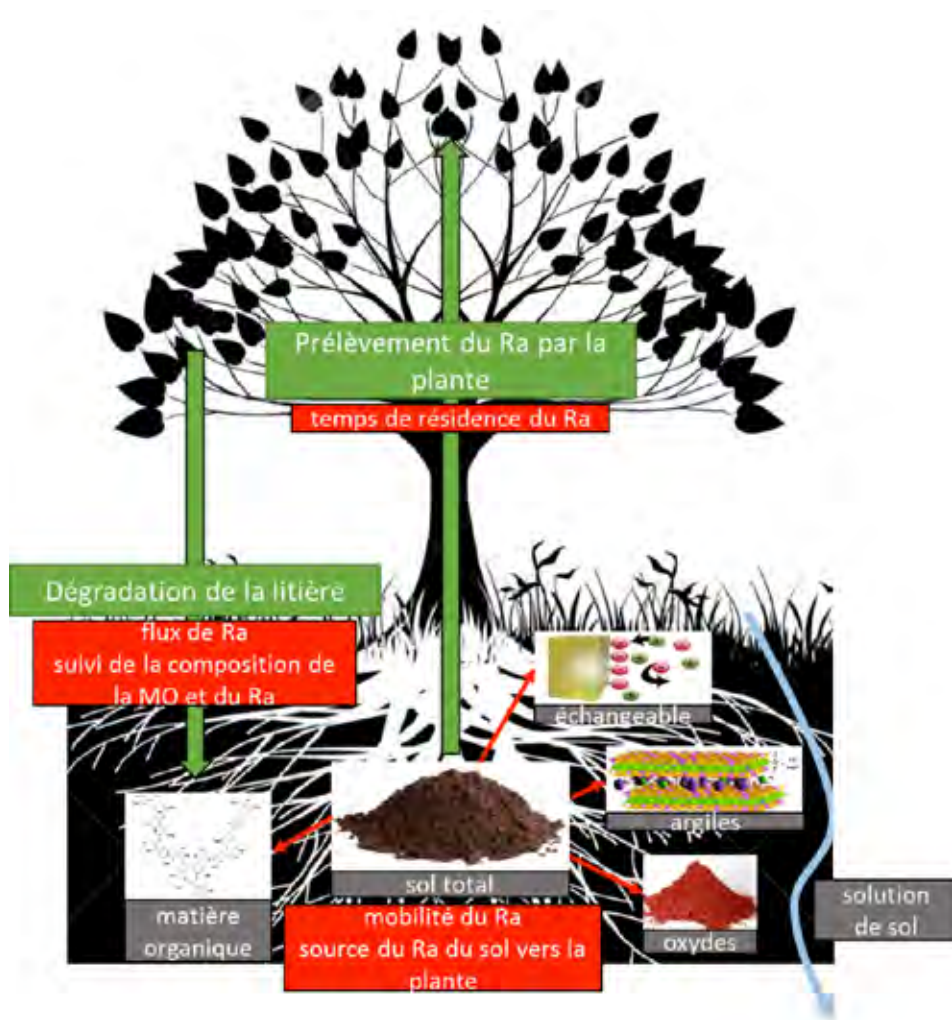 Prélèvement du Ra par la
plante
temps de résidence du Ra
Dégradation de la litière
flux de Ra
suivi de la composition de
la MO et du Ra
échangeable
argiles
sol total
matière
organique
oxydes
mobilité du Ra
source du Ra du sol vers la
plante
solution
de sol